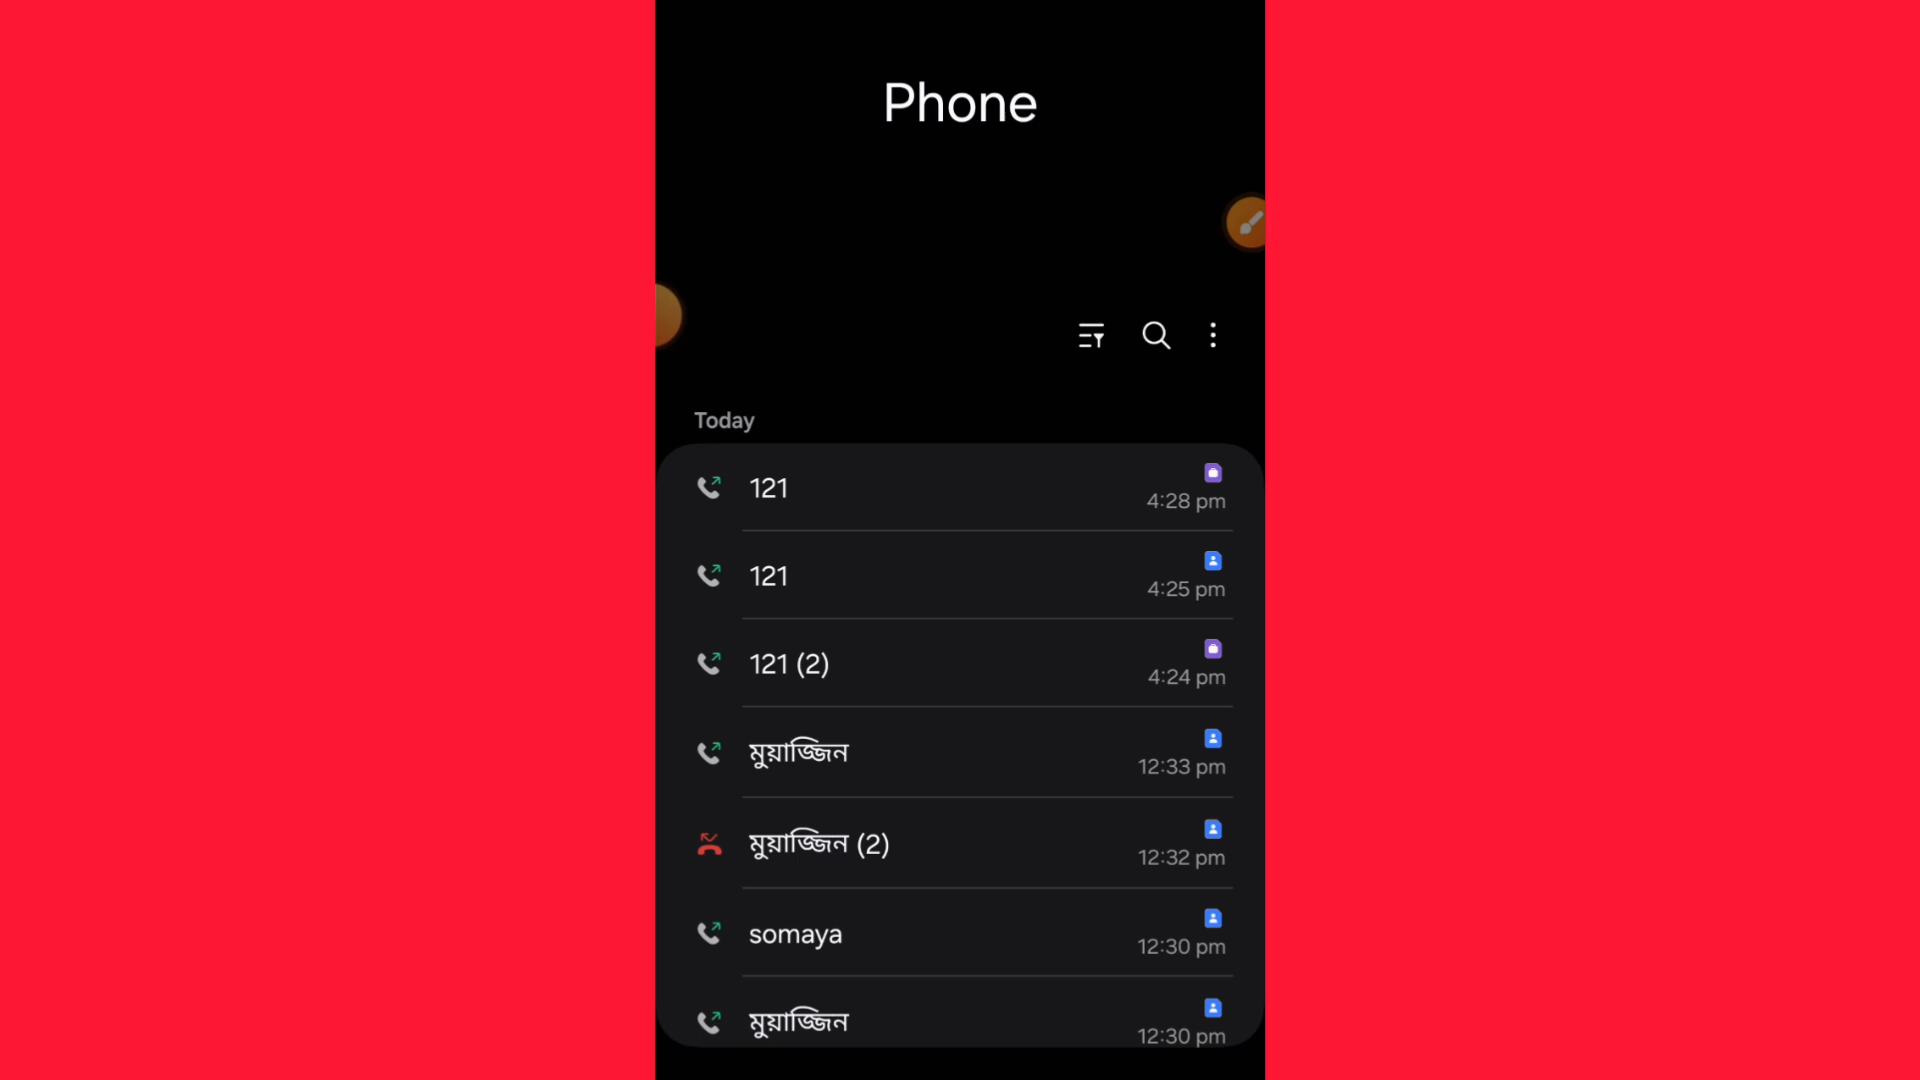 Phone
Today
121
4:28 pm
121
4:25 pm
121 (2)
4:24 pm
মুয়াজ্জিন
12:33 pm
মুয়াজ্জিন (2)
12:32 pm
somaya
12:30 pm
মুয়াজ্জিন
12:30 pm